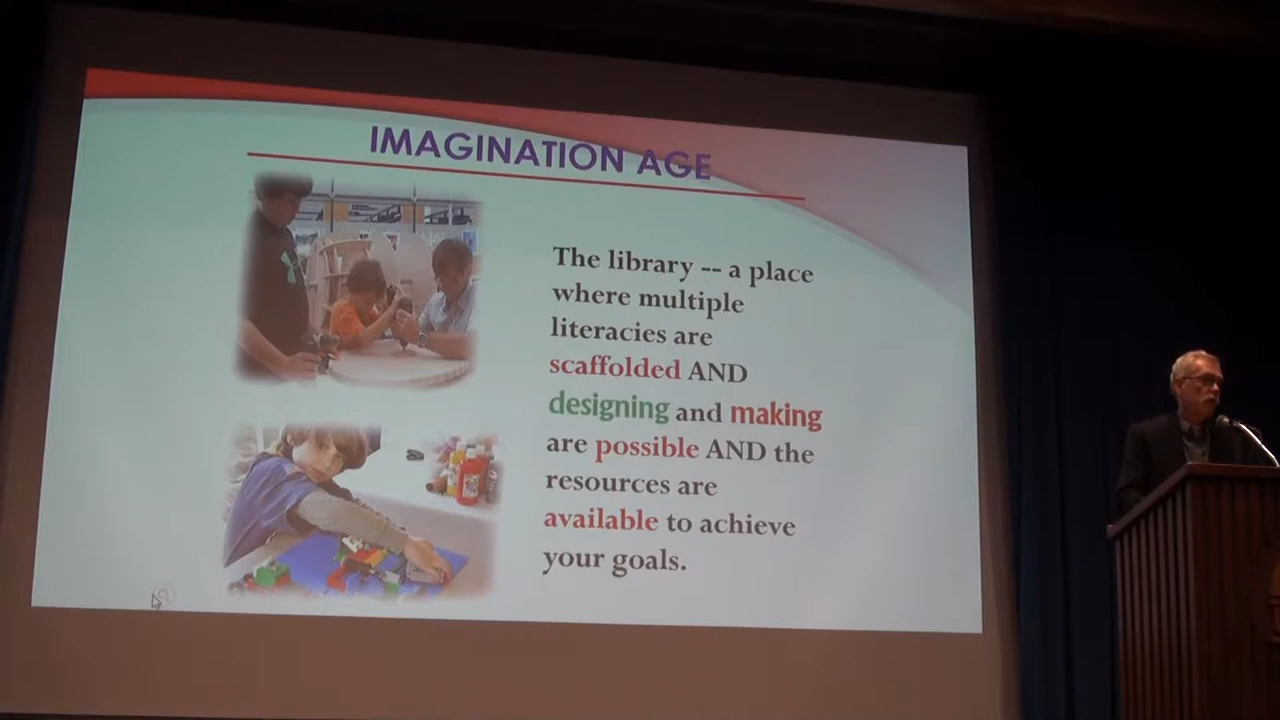 IMAGINATION AGE
The library -- a place
where multiple
literacies are
scaffolded AND
designing and making
are possible AND the
resources are
available to achieve
your goals.